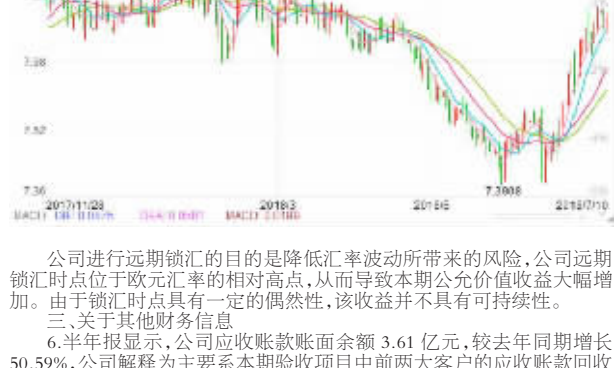 7.36
2017/11/28 2018/3 2018/6 7.3908 2018/7/10
公司进行远期锁汇的目的是降低汇率波动所带来的风险,公司远期
锁汇时点位于欧元汇率的相对高点,从而导致本期公允价值收益大幅增
加。由于锁汇时点具有一定的偶然性,该收益并不具有可持续性。
三、关于其他财务信息
6.半年报显示,公司应收账款账面余额 3.61 亿元,较去年同期增长
50.59%,公司解释为主要系本期验收项目中前两大客户的应收账款回收